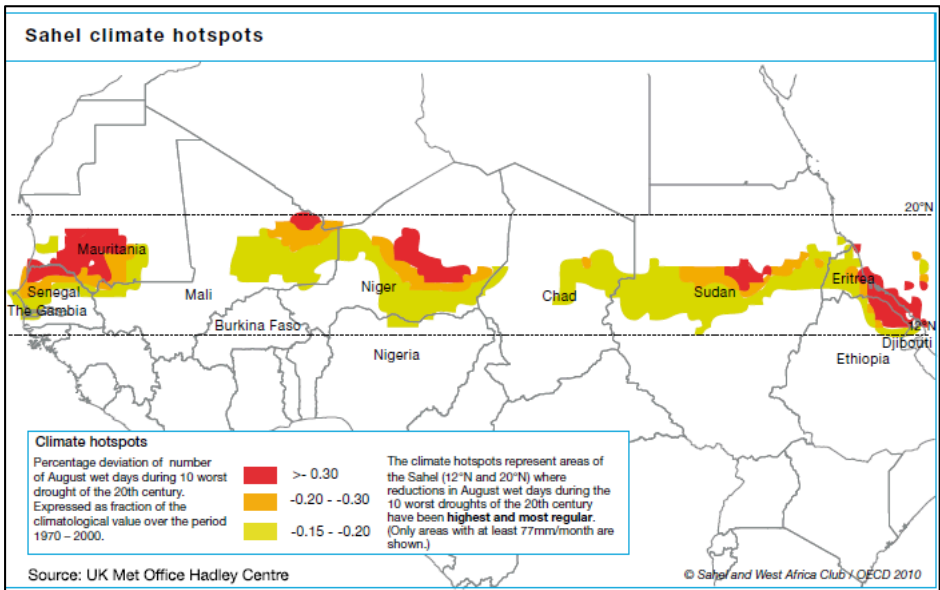 Sahel climate hotspots
20°N
Mauritania
Senegal
Mali
Niger
Chad
Sudan
Eritrea
The Gambia
Burkina Faso
Nigeria
12°N
Djibouti
Ethiopia
Climate hotspots
Percentage deviation of number
of August wet days during 10 worst
drought of the 20th century.
Expressed as fraction of the
climatological value over the period
1970 – 2000.
>- 0.30
-0.20 - -0.30
-0.15 - -0.20
The climate hotspots represent areas of
the Sahel (12°N and 20°N) where
reductions in August wet days during the
10 worst droughts of the 20th century
have been highest and most regular.
(Only areas with at least 77mm/month are
shown.)
Source: UK Met Office Hadley Centre
© Sahel and West Africa Club / OECD 2010